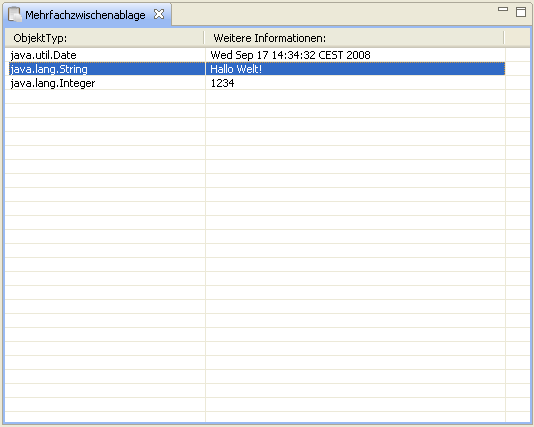 Mehrfachzwischenablage
ObjektTyp: Weitere Informationen:
java.util.Date Wed Sep 17 14:34:32 CEST 2008
java.lang.String Hallo Welt!
java.lang.Integer 1234